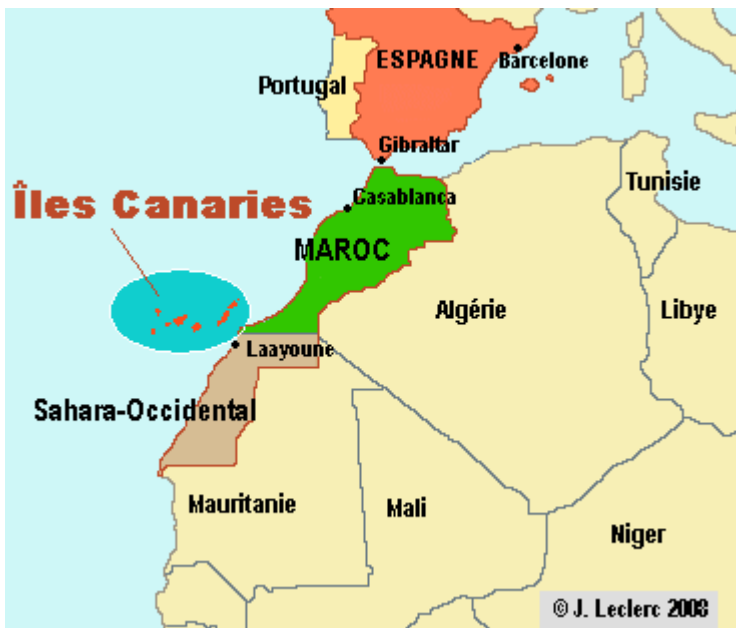 ESPAGNE
Barcelone
Portugal
Gibraltar
Tunisie
Îles Canaries
Casablanca
MAROC
Algérie
Libye
Laayoune
Sahara-Occidental
Mauritanie
Mali
Niger
© J. Leclerc 2008